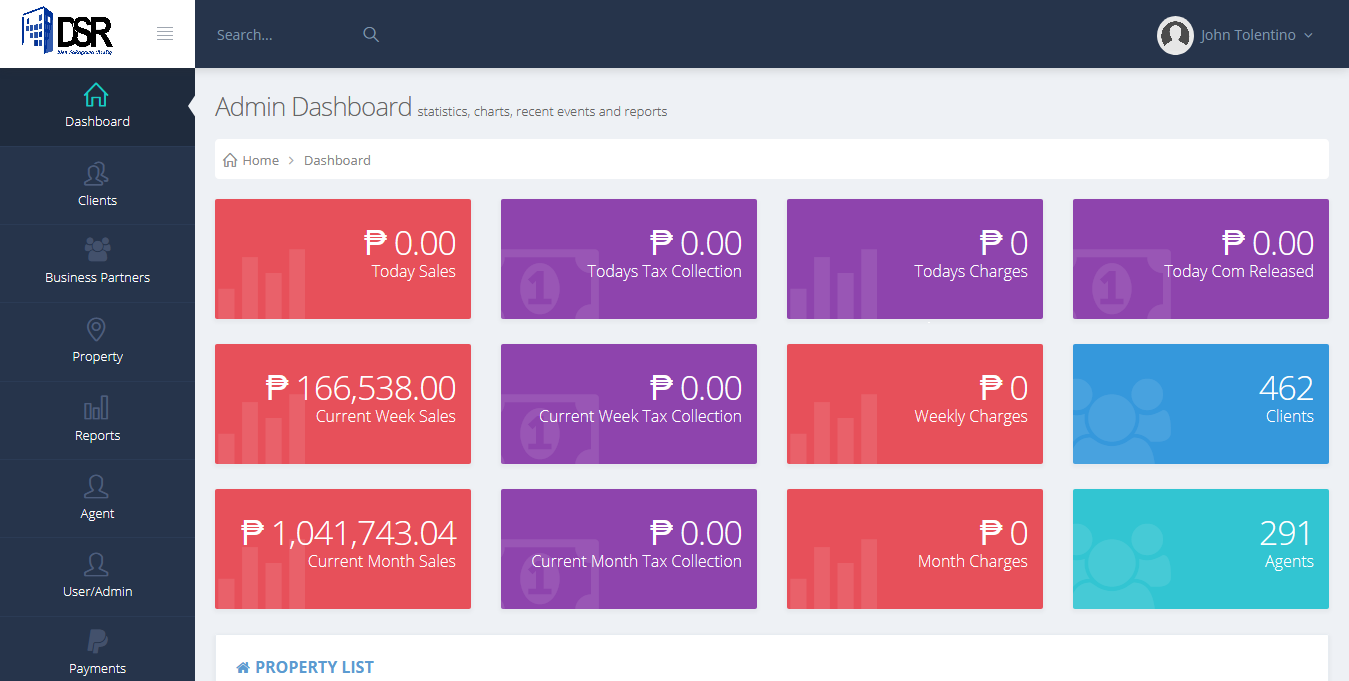 DSR
Search...
John Tolentino
Dashboard
Clients
Business Partners
Property
Reports
Agent
User/Admin
Payments
Admin Dashboard statistics, charts, recent events and reports
Home > Dashboard
₱ 0.00
Today Sales
₱ 0.00
Todays Tax Collection
₱ 0
Todays Charges
₱ 0.00
Today Com Released
₱ 166,538.00
Current Week Sales
₱ 0.00
Current Week Tax Collection
₱ 0
Weekly Charges
462
Clients
₱ 1,041,743.04
Current Month Sales
₱ 0.00
Current Month Tax Collection
₱ 0
Month Charges
291
Agents
PROPERTY LIST